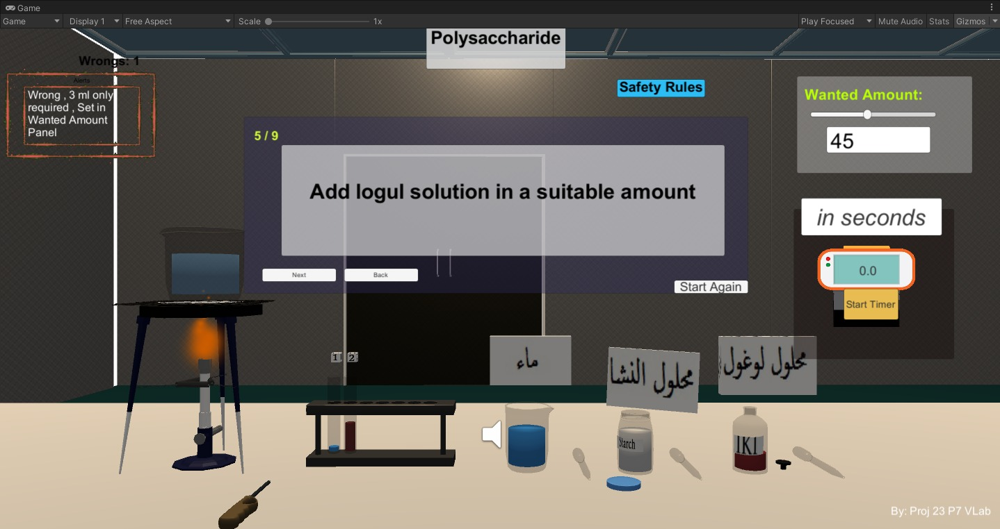 Game
Game Display 1 Free Aspect Scale 1x Play Focused Mute Audio Stats Gizmos
Polysaccharide
Wrongs: 1
Alerts
Wrong , 3 ml only
required , Set in
Wanted Amount
Panel
Safety Rules
Wanted Amount:
45
5 / 9
Add logul solution in a suitable amount
Next
Back
Start Again
in seconds
0.0
Start Timer
1
2
ماء
محلول النشا
محلول لوغول
Starch
IKI
By: Proj 23 P7 VLab